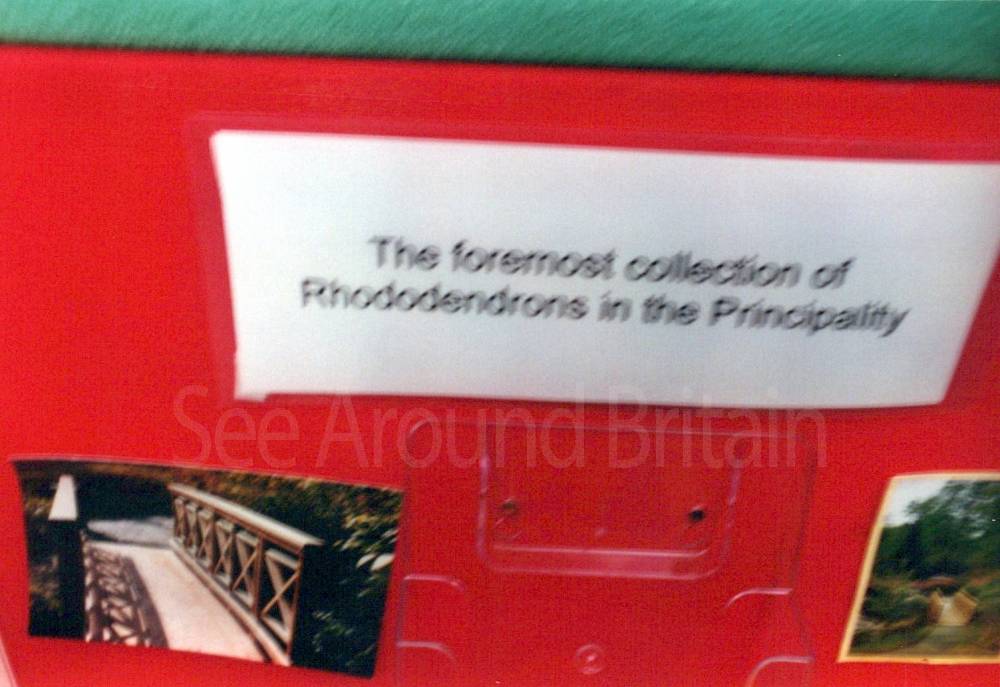 The foremost collection of
Rhododendrons in the Principality
See Around Britain